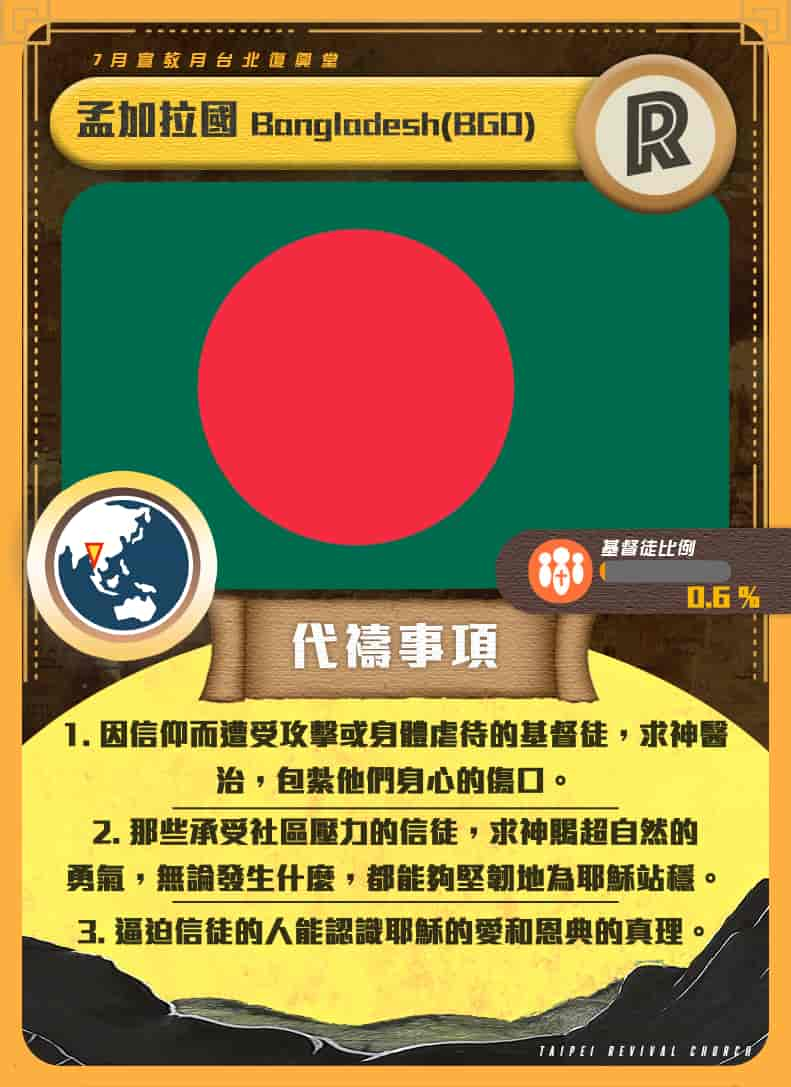 7月宣教月台北復興堂
孟加拉國 Bangladesh(BGD)
R
基督徒比例
0.6 %
代禱事項
1. 因信仰而遭受攻擊或身體虐待的基督徒，求神醫
治，包紮他們身心的傷口。
2. 那些承受社區壓力的信徒，求神賜超自然的
勇氣，無論發生什麼，都能夠堅韌地為耶穌站穩。
3. 逼迫信徒的人能認識耶穌的愛和恩典的真理。
TAIPEI REVIVAL CHURCH